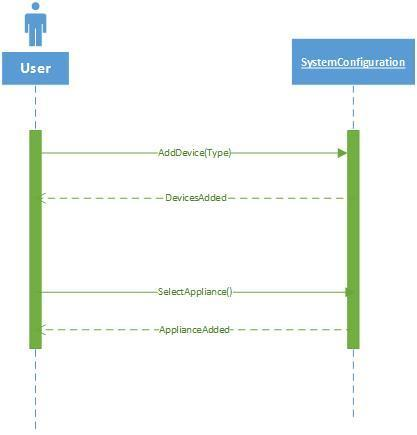 User
SystemConfiguration
AddDevice(Type)
DevicesAdded
SelectAppliance()
ApplianceAdded